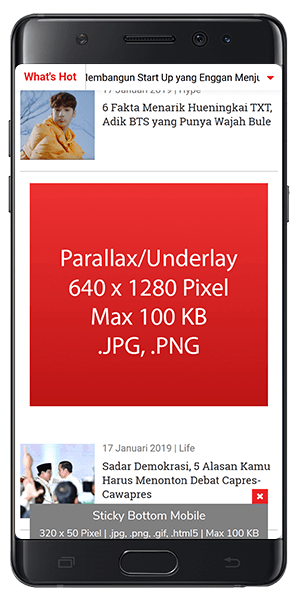 What's Hot Membangun Start Up yang Enggan Menju
17 Januari 2019 | Hype
6 Fakta Menarik Hueningkai TXT,
Adik BTS yang Punya Wajah Bule
Parallax/Underlay
640 x 1280 Pixel
Max 100 KB
.JPG, .PNG
17 Januari 2019 | Life
Sadar Demokrasi, 5 Alasan Kamu
Harus Menonton Debat Capres-
Cawapres
Sticky Bottom Mobile
320 x 50 Pixel | .jpg, .png, .gif, .html5 | Max 100 KB